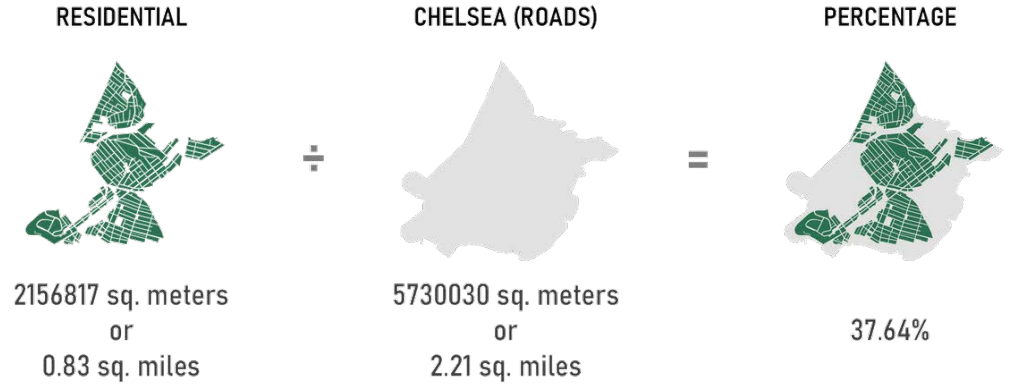 RESIDENTIAL
CHELSEA (ROADS)
PERCENTAGE
÷
=
2156817 sq. meters
or
0.83 sq. miles
5730030 sq. meters
or
2.21 sq. miles
37.64%